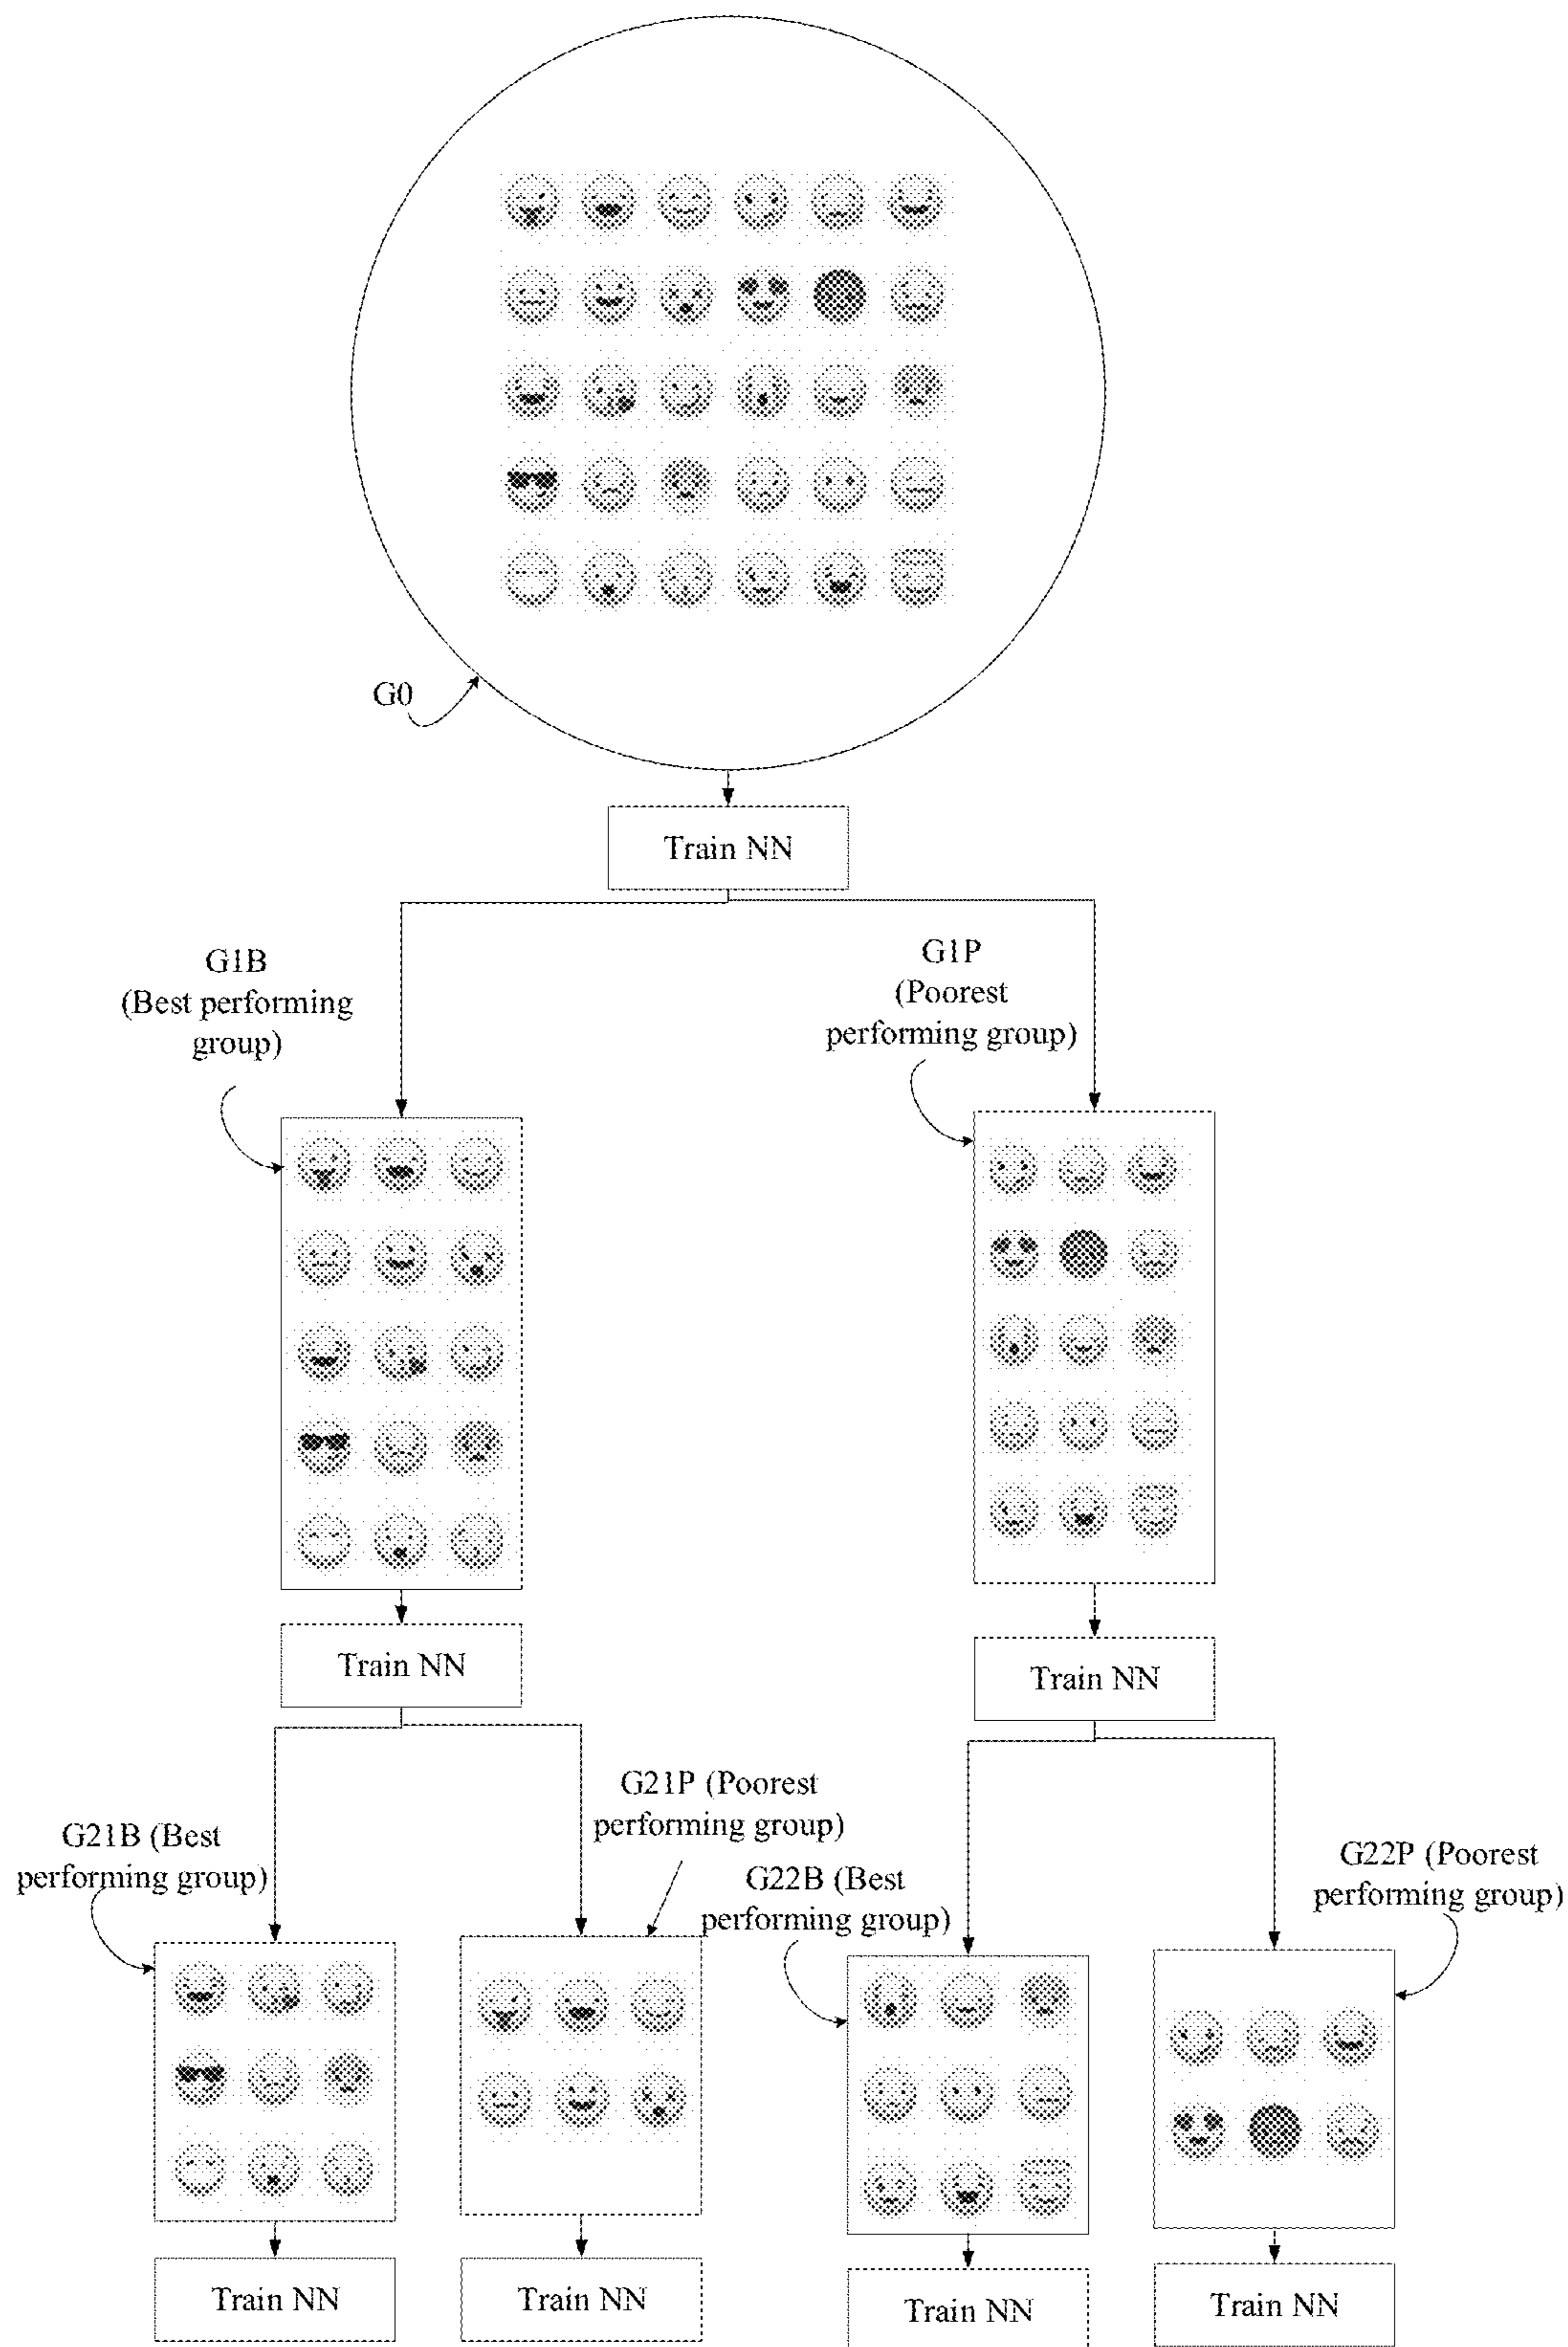 G0
Train NN
G1B
(Best performing
group)
G1P
(Poorest
performing group)
Train NN
Train NN
G21B (Best
performing group)
G21P (Poorest
performing group)
G22B (Best
performing group)
G22P (Poorest
performing group)
Train NN
Train NN
Train NN
Train NN